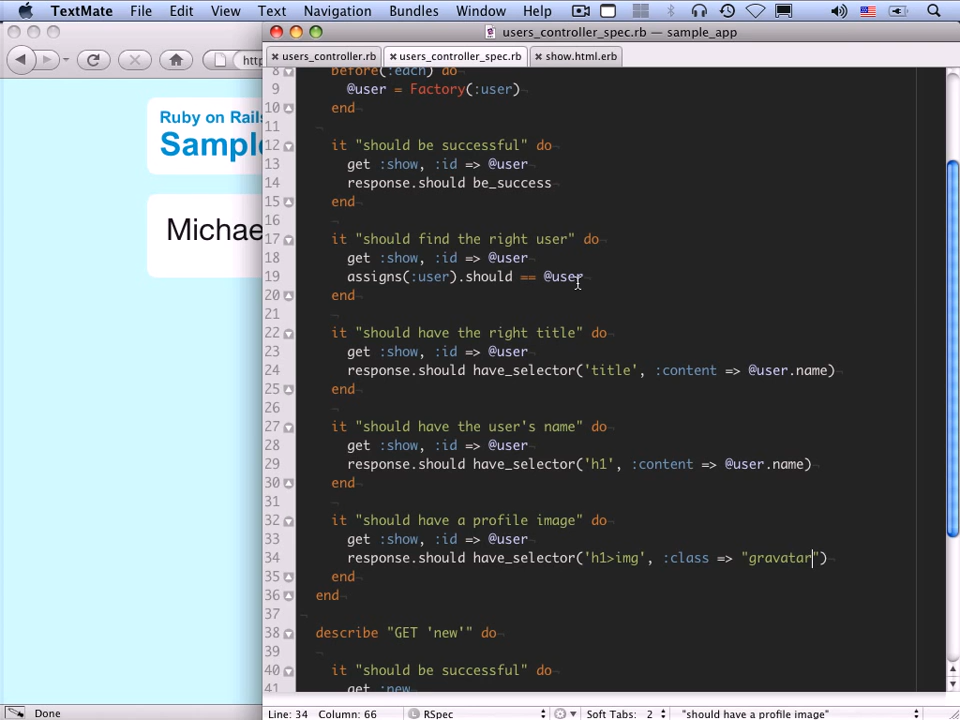 TextMate File Edit View Text Navigation Bundles Window Help
users_controller_spec.rb — sample_app
users_controller.rb users_controller_spec.rb show.html.erb
Ruby on Rails
Sample
Michae
8 before(:each) do
9 @user = Factory(:user)
10 end
11
12 it "should be successful" do
13 get :show, :id => @user
14 response.should be_success
15 end
16
17 it "should find the right user" do
18 get :show, :id => @user
19 assigns(:user).should == @user
20 end
21
22 it "should have the right title" do
23 get :show, :id => @user
24 response.should have_selector('title', :content => @user.name)
25 end
26
27 it "should have the user's name" do
28 get :show, :id => @user
29 response.should have_selector('h1', :content => @user.name)
30 end
31
32 it "should have a profile image" do
33 get :show, :id => @user
34 response.should have_selector('h1>img', :class => "gravatar")
35 end
36 end
37
38 describe "GET 'new'" do
39
40 it "should be successful" do
41 get :new
Done
Line: 34 Column: 66 RSpec Soft Tabs: 2 "should have a profile image"